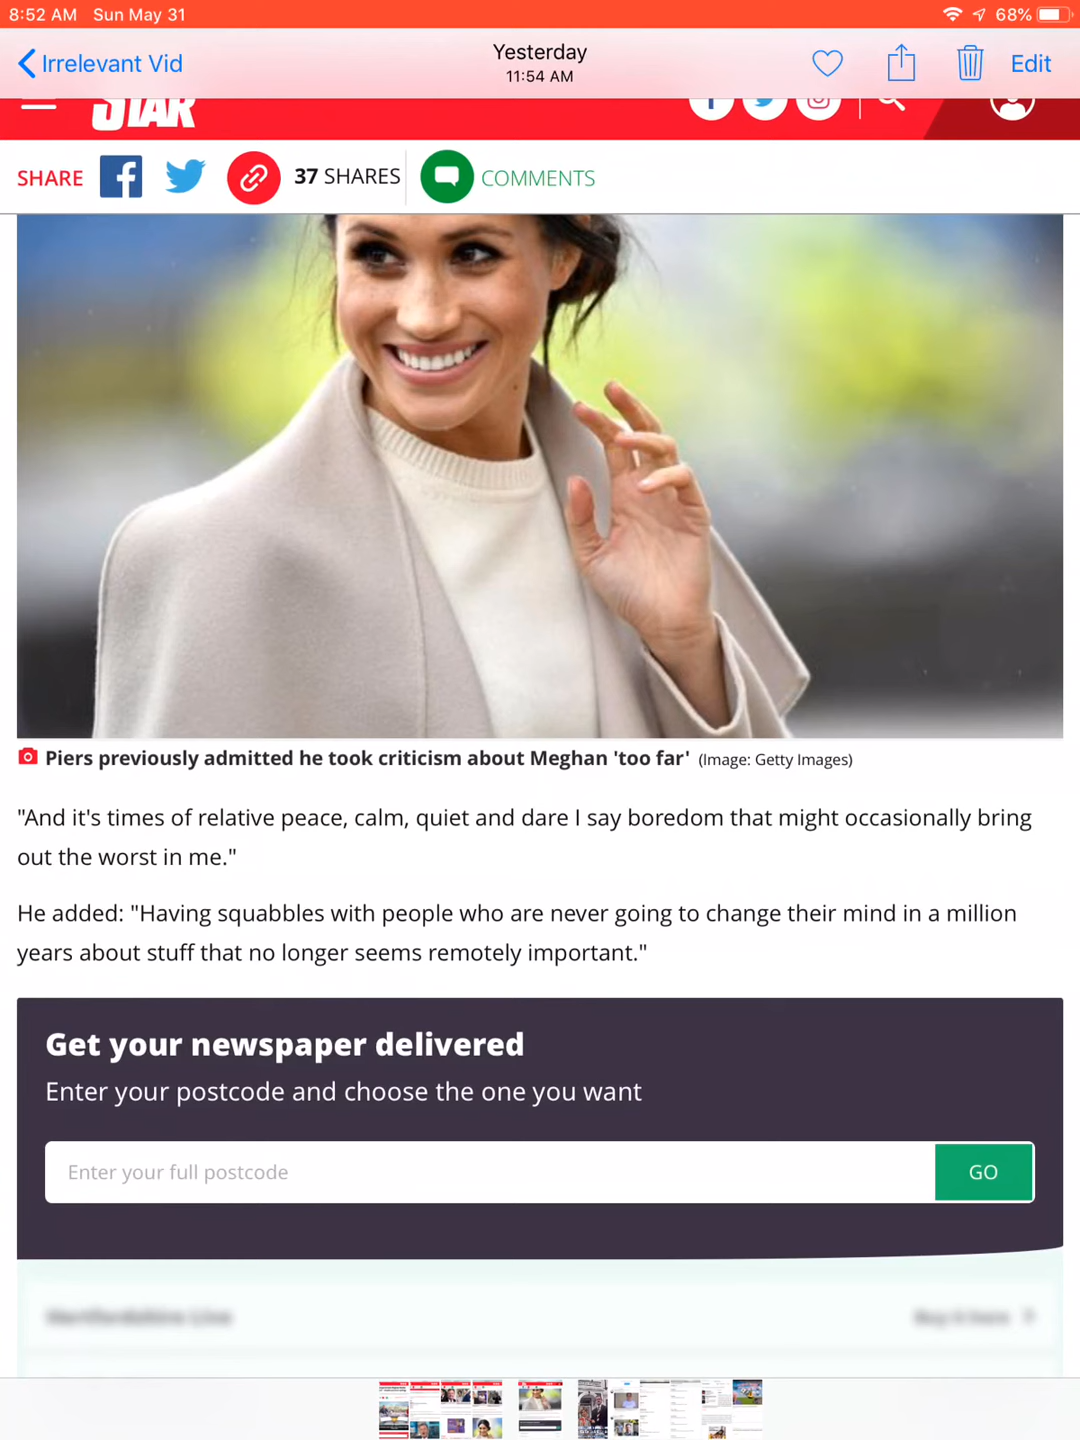 8:52 AM Sun May 31
68%
Irrelevant Vid
Yesterday
11:54 AM
Edit
STAR
SHARE
37 SHARES
COMMENTS
Piers previously admitted he took criticism about Meghan 'too far' (Image: Getty Images)
"And it's times of relative peace, calm, quiet and dare I say boredom that might occasionally bring
out the worst in me."
He added: "Having squabbles with people who are never going to change their mind in a million
years about stuff that no longer seems remotely important."
Get your newspaper delivered
Enter your postcode and choose the one you want
Enter your full postcode
GO
Hertfordshire Live
Buy it here